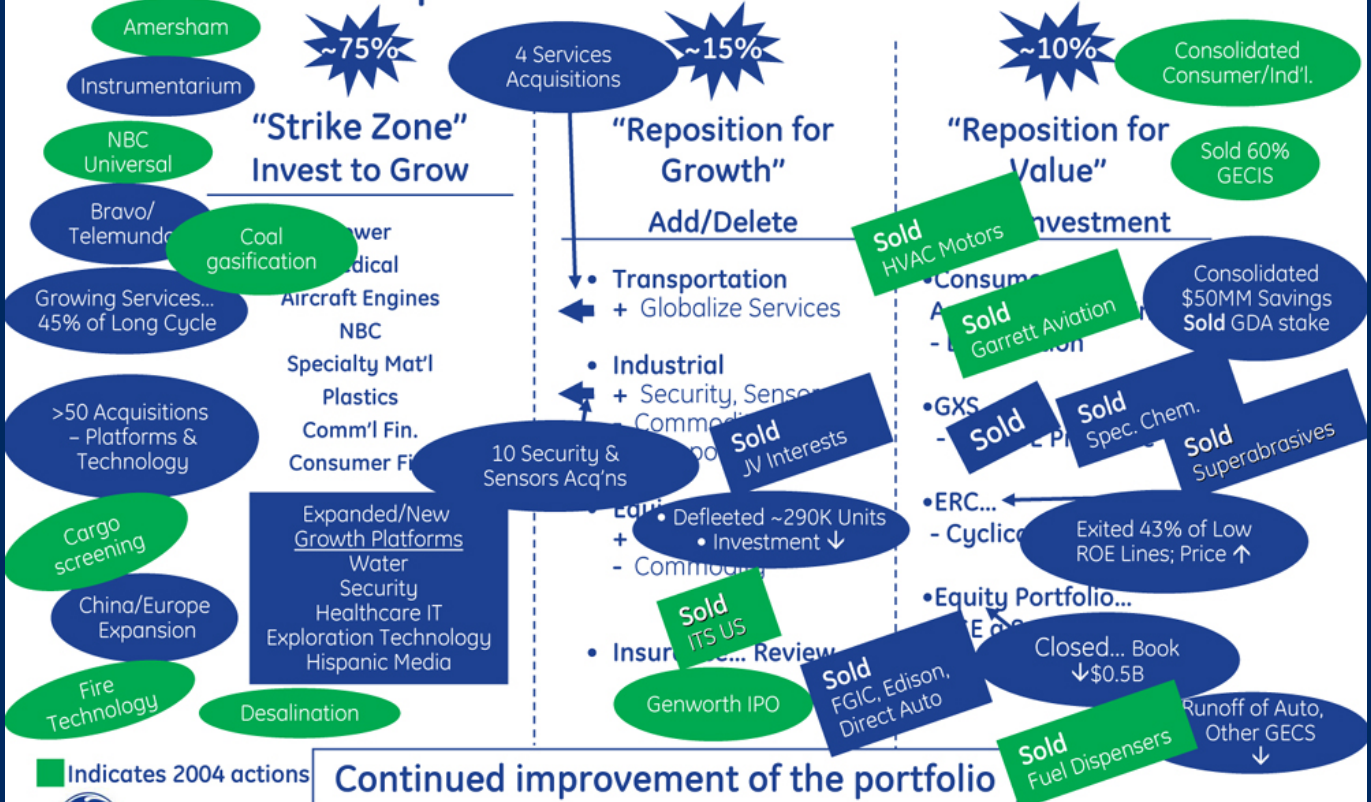 Amersham
Instrumentarium
NBC
Universal
Bravo/
Growing Services...
45% of Long Cycle
>50 Acquisitions
– Platforms &
Technology
Cargo
screening
China/Europe
Expansion
Fire
Technology
Desalination
Coal
gasification
~75%
"Strike Zone"
Invest to Grow
Aircraft Engines
NBC
Specialty Mat'l
Plastics
Comm'l Fin.
Consumer
Expanded/New
Growth Platforms
Water
Security
Healthcare IT
Exploration Technology
Hispanic Media
4 Services
Acquisitions
~15%
"Reposition for
Growth"
Add/Delete
• Transportation
+ Globalize Services
• Industrial
+ Security,
-
10 Security &
Sensors Acq'ns
Sold
JV Interests
•
• Defleeted ~290K Units
• Investment ↓
+
-
Sold
ITS US
•
Review
Genworth IPO
Sold
FGIC, Edison,
Direct Auto
~10%
"Reposition for
Value"
Consolidated
Consumer/Ind'l.
Sold 60%
GECIS
Sold
HVAC Motors
•
Sold
Garrett Aviation
-
Consolidated
$50MM Savings
Sold GDA stake
•GXS
-
Sold
Sold
Spec. Chem.
Sold
Superabrasives
•ERC...
-
Exited 43% of Low
ROE Lines; Price ↑
•Equity Portfolio...
Closed... Book
↓$0.5B
Runoff of Auto,
Other GECS
↓
Sold
Fuel Dispensers
Indicates 2004 actions
Continued improvement of the portfolio